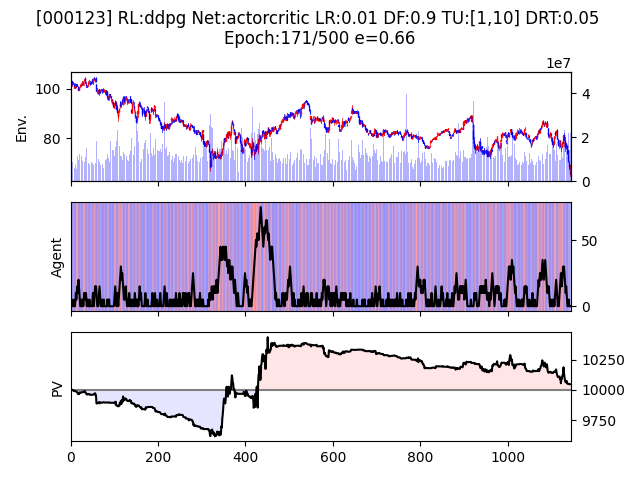 [000123] RL:ddpg Net:actorcritic LR:0.01 DF:0.9 TU:[1,10] DRT:0.05
Epoch:171/500 e=0.66
1e7
Env.
100
80
4
2
0
Agent
50
0
PV
10250
10000
9750
0
200
400
600
800
1000